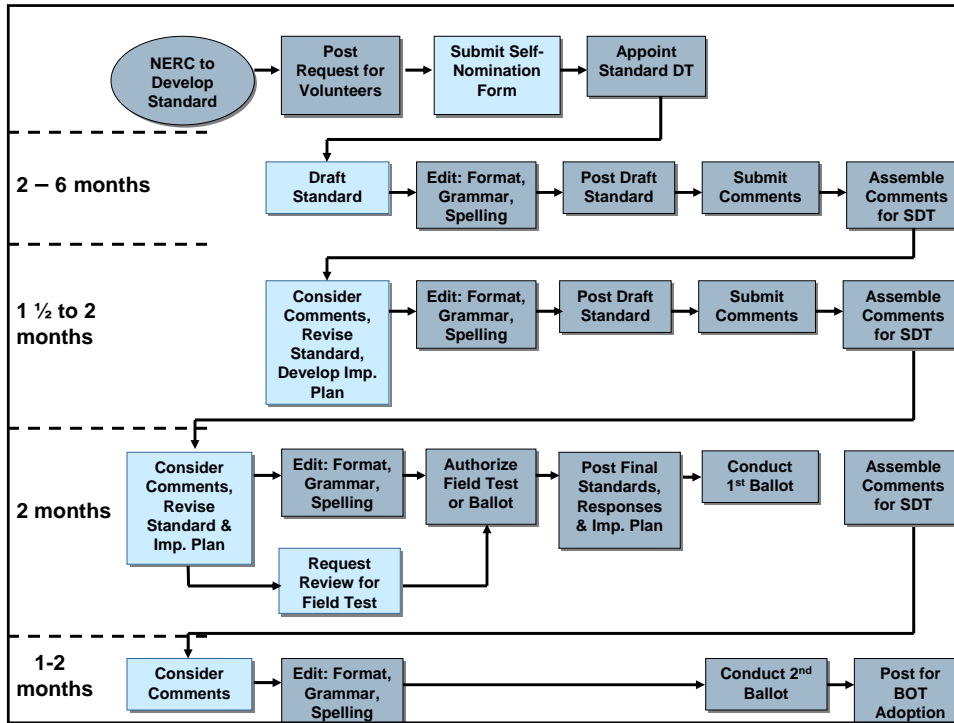 NERC to
Develop
Standard
Post
Request for
Volunteers
Submit Self-
Nomination
Form
Appoint
Standard DT
2 – 6 months
Draft
Standard
Edit: Format,
Grammar,
Spelling
Post Draft
Standard
Submit
Comments
Assemble
Comments
for SDT
1 ½ to 2
months
Consider
Comments,
Revise
Standard,
Develop Imp.
Plan
Edit: Format,
Grammar,
Spelling
Post Draft
Standard
Submit
Comments
Assemble
Comments
for SDT
2 months
Consider
Comments,
Revise
Standard &
Imp. Plan
Edit: Format,
Grammar,
Spelling
Authorize
Field Test
or Ballot
Post Final
Standards,
Responses
& Imp. Plan
Conduct
1st Ballot
Assemble
Comments
for SDT
Request
Review for
Field Test
1-2
months
Consider
Comments
Edit: Format,
Grammar,
Spelling
Conduct 2nd
Ballot
Post for
BOT
Adoption